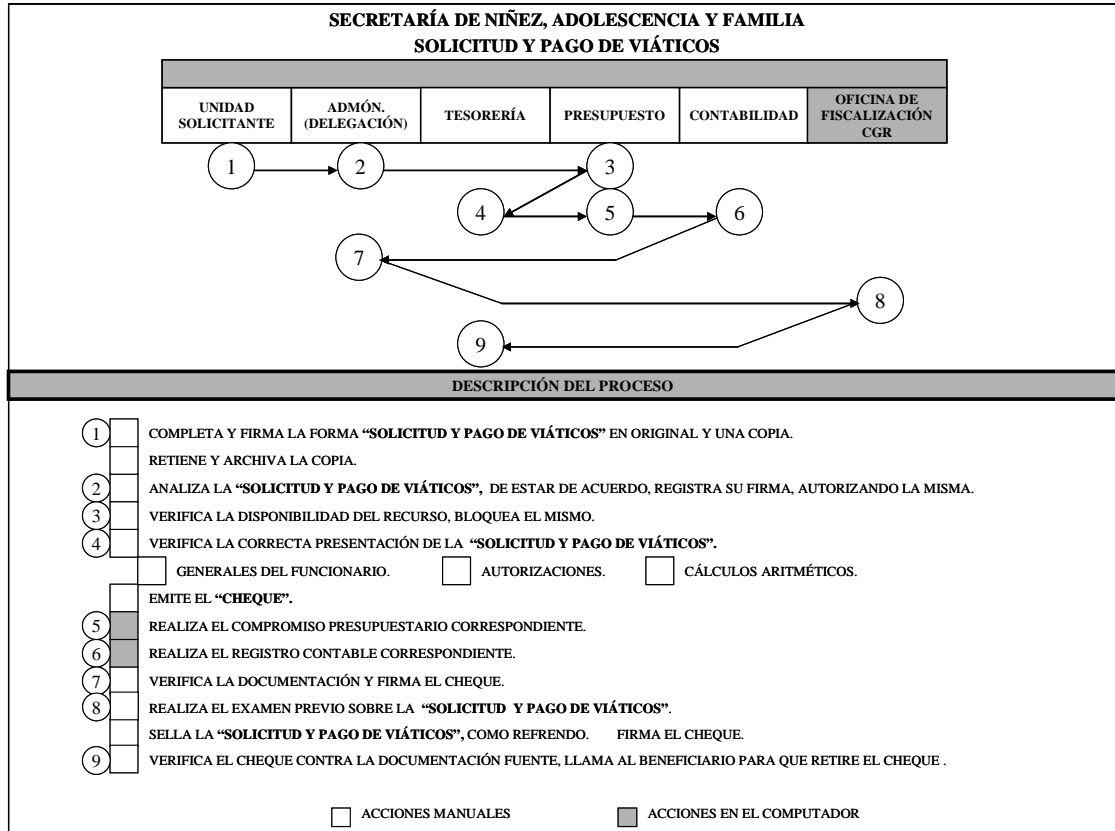 SECRETARÍA DE NIÑEZ, ADOLESCENCIA Y FAMILIA
SOLICITUD Y PAGO DE VIÁTICOS
UNIDAD SOLICITANTE
ADMÓN. (DELEGACIÓN)
TESORERÍA
PRESUPUESTO
CONTABILIDAD
OFICINA DE FISCALIZACIÓN CGR
1
2
3
4
5
6
7
8
9
DESCRIPCIÓN DEL PROCESO
1 COMPLETA Y FIRMA LA FORMA “SOLICITUD Y PAGO DE VIÁTICOS” EN ORIGINAL Y UNA COPIA.
RETIENE Y ARCHIVA LA COPIA.
2 ANALIZA LA “SOLICITUD Y PAGO DE VIÁTICOS”, DE ESTAR DE ACUERDO, REGISTRA SU FIRMA, AUTORIZANDO LA MISMA.
3 VERIFICA LA DISPONIBILIDAD DEL RECURSO, BLOQUEA EL MISMO.
4 VERIFICA LA CORRECTA PRESENTACIÓN DE LA “SOLICITUD Y PAGO DE VIÁTICOS”.
GENERALES DEL FUNCIONARIO. AUTORIZACIONES. CÁLCULOS ARITMÉTICOS.
EMITE EL “CHEQUE”.
5 REALIZA EL COMPROMISO PRESUPUESTARIO CORRESPONDIENTE.
6 REALIZA EL REGISTRO CONTABLE CORRESPONDIENTE.
7 VERIFICA LA DOCUMENTACIÓN Y FIRMA EL CHEQUE.
8 REALIZA EL EXAMEN PREVIO SOBRE LA “SOLICITUD Y PAGO DE VIÁTICOS”.
SELLA LA “SOLICITUD Y PAGO DE VIÁTICOS”, COMO REFRENDO. FIRMA EL CHEQUE.
9 VERIFICA EL CHEQUE CONTRA LA DOCUMENTACIÓN FUENTE, LLAMA AL BENEFICIARIO PARA QUE RETIRE EL CHEQUE .
ACCIONES MANUALES ACCIONES EN EL COMPUTADOR